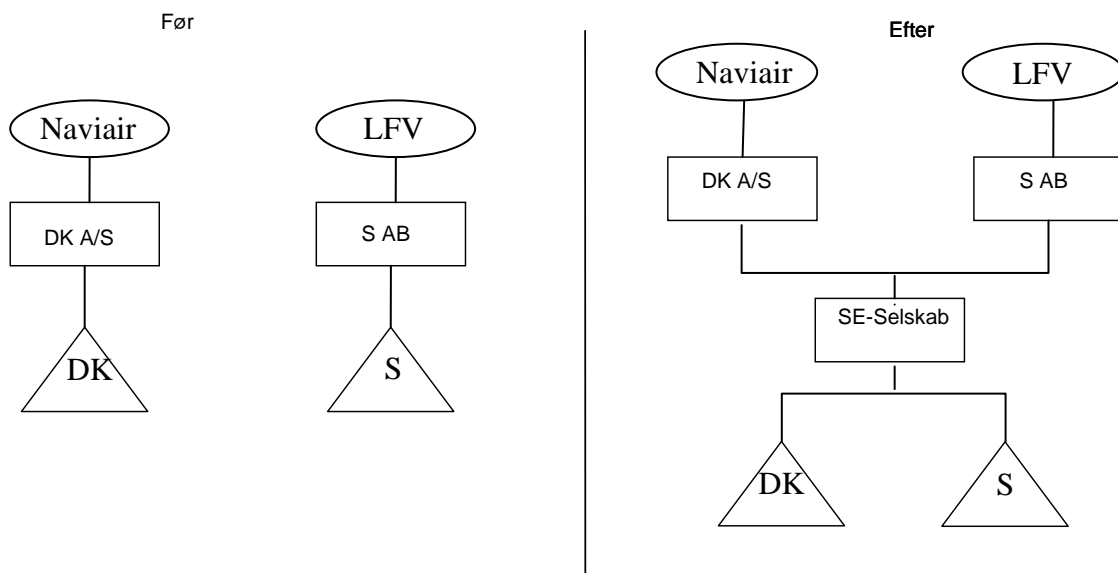 Før
Naviair
LFV
DK A/S
S AB
DK
S
Efter
Naviair
LFV
DK A/S
S AB
SE-Selskab
DK
S